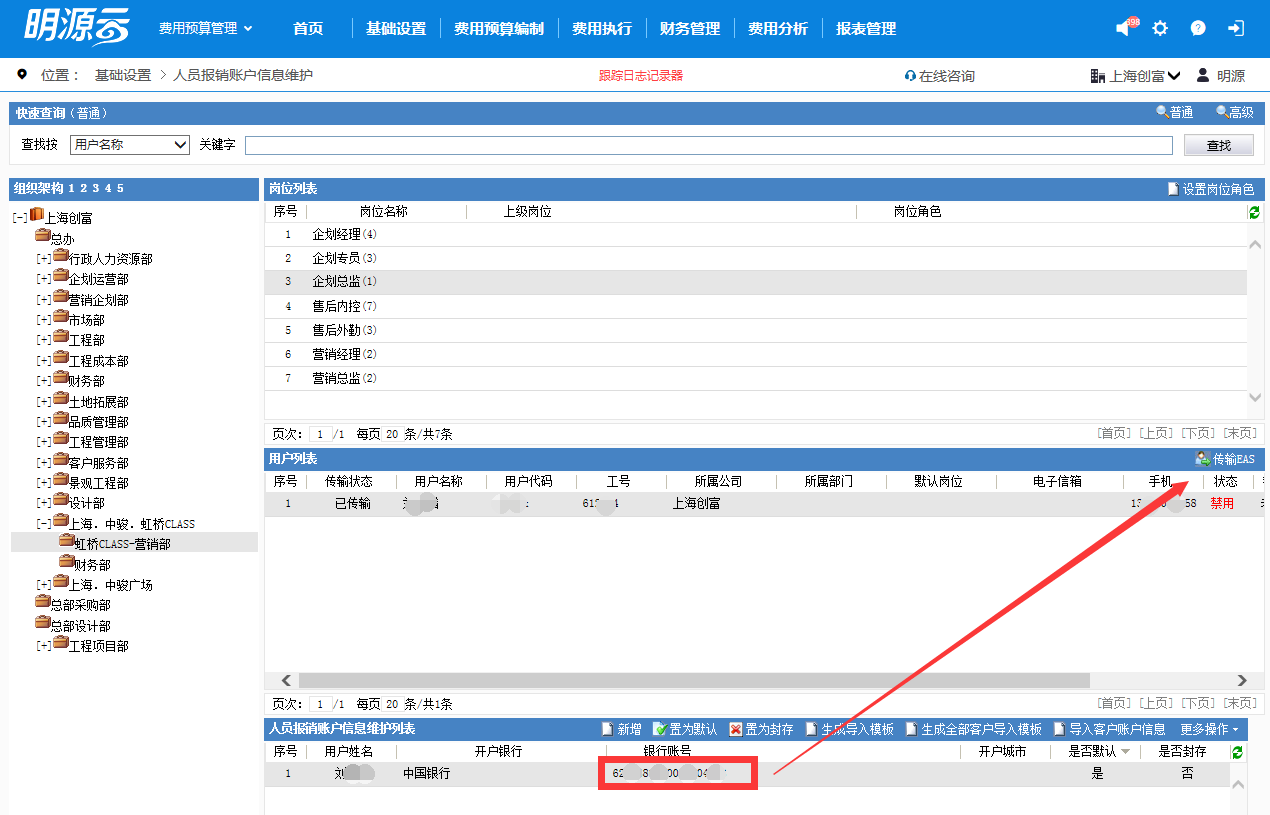 明源云 费用预算管理 首页 基础设置 费用预算编制 费用执行 财务管理 费用分析 报表管理 398
位置： 基础设置 > 人员报销账户信息维护 跟踪日志记录器 在线咨询 上海创富 明源
快速查询（普通） 普通 高级
查找按 用户名称 关键字 查找
组织架构 1 2 3 4 5
[-]上海创富
总办
[+]行政人力资源部
[+]企划运营部
[+]营销企划部
[+]市场部
[+]工程部
[+]工程成本部
[+]财务部
[+]土地拓展部
[+]品质管理部
[+]工程管理部
[+]客户服务部
[+]景观工程部
[+]设计部
[-]上海．中骏．虹桥CLASS
虹桥CLASS-营销部
财务部
[+]上海．中骏广场
总部采购部
总部设计部
[+]工程项目部
岗位列表 设置岗位角色
序号 岗位名称 上级岗位 岗位角色
1 企划经理(4)
2 企划专员(3)
3 企划总监(1)
4 售后内控(7)
5 售后外勤(3)
6 营销经理(2)
7 营销总监(2)
页次： 1 /1 每页 20 条/共7条 [首页] [上页] [下页] [末页]
用户列表 传输EAS
序号 传输状态 用户名称 用户代码 工号 所属公司 所属部门 默认岗位 电子信箱 手机 状态
1 已传输 上海创富 58 禁用
页次： 1 /1 每页 20 条/共1条 [首页] [上页] [下页] [末页]
人员报销账户信息维护列表 新增 置为默认 置为封存 生成导入模板 生成全部客户导入模板 导入客户账户信息 更多操作
序号 用户姓名 开户银行 银行账号 开户城市 是否默认 是否封存
1 刘 中国银行 62 是 否